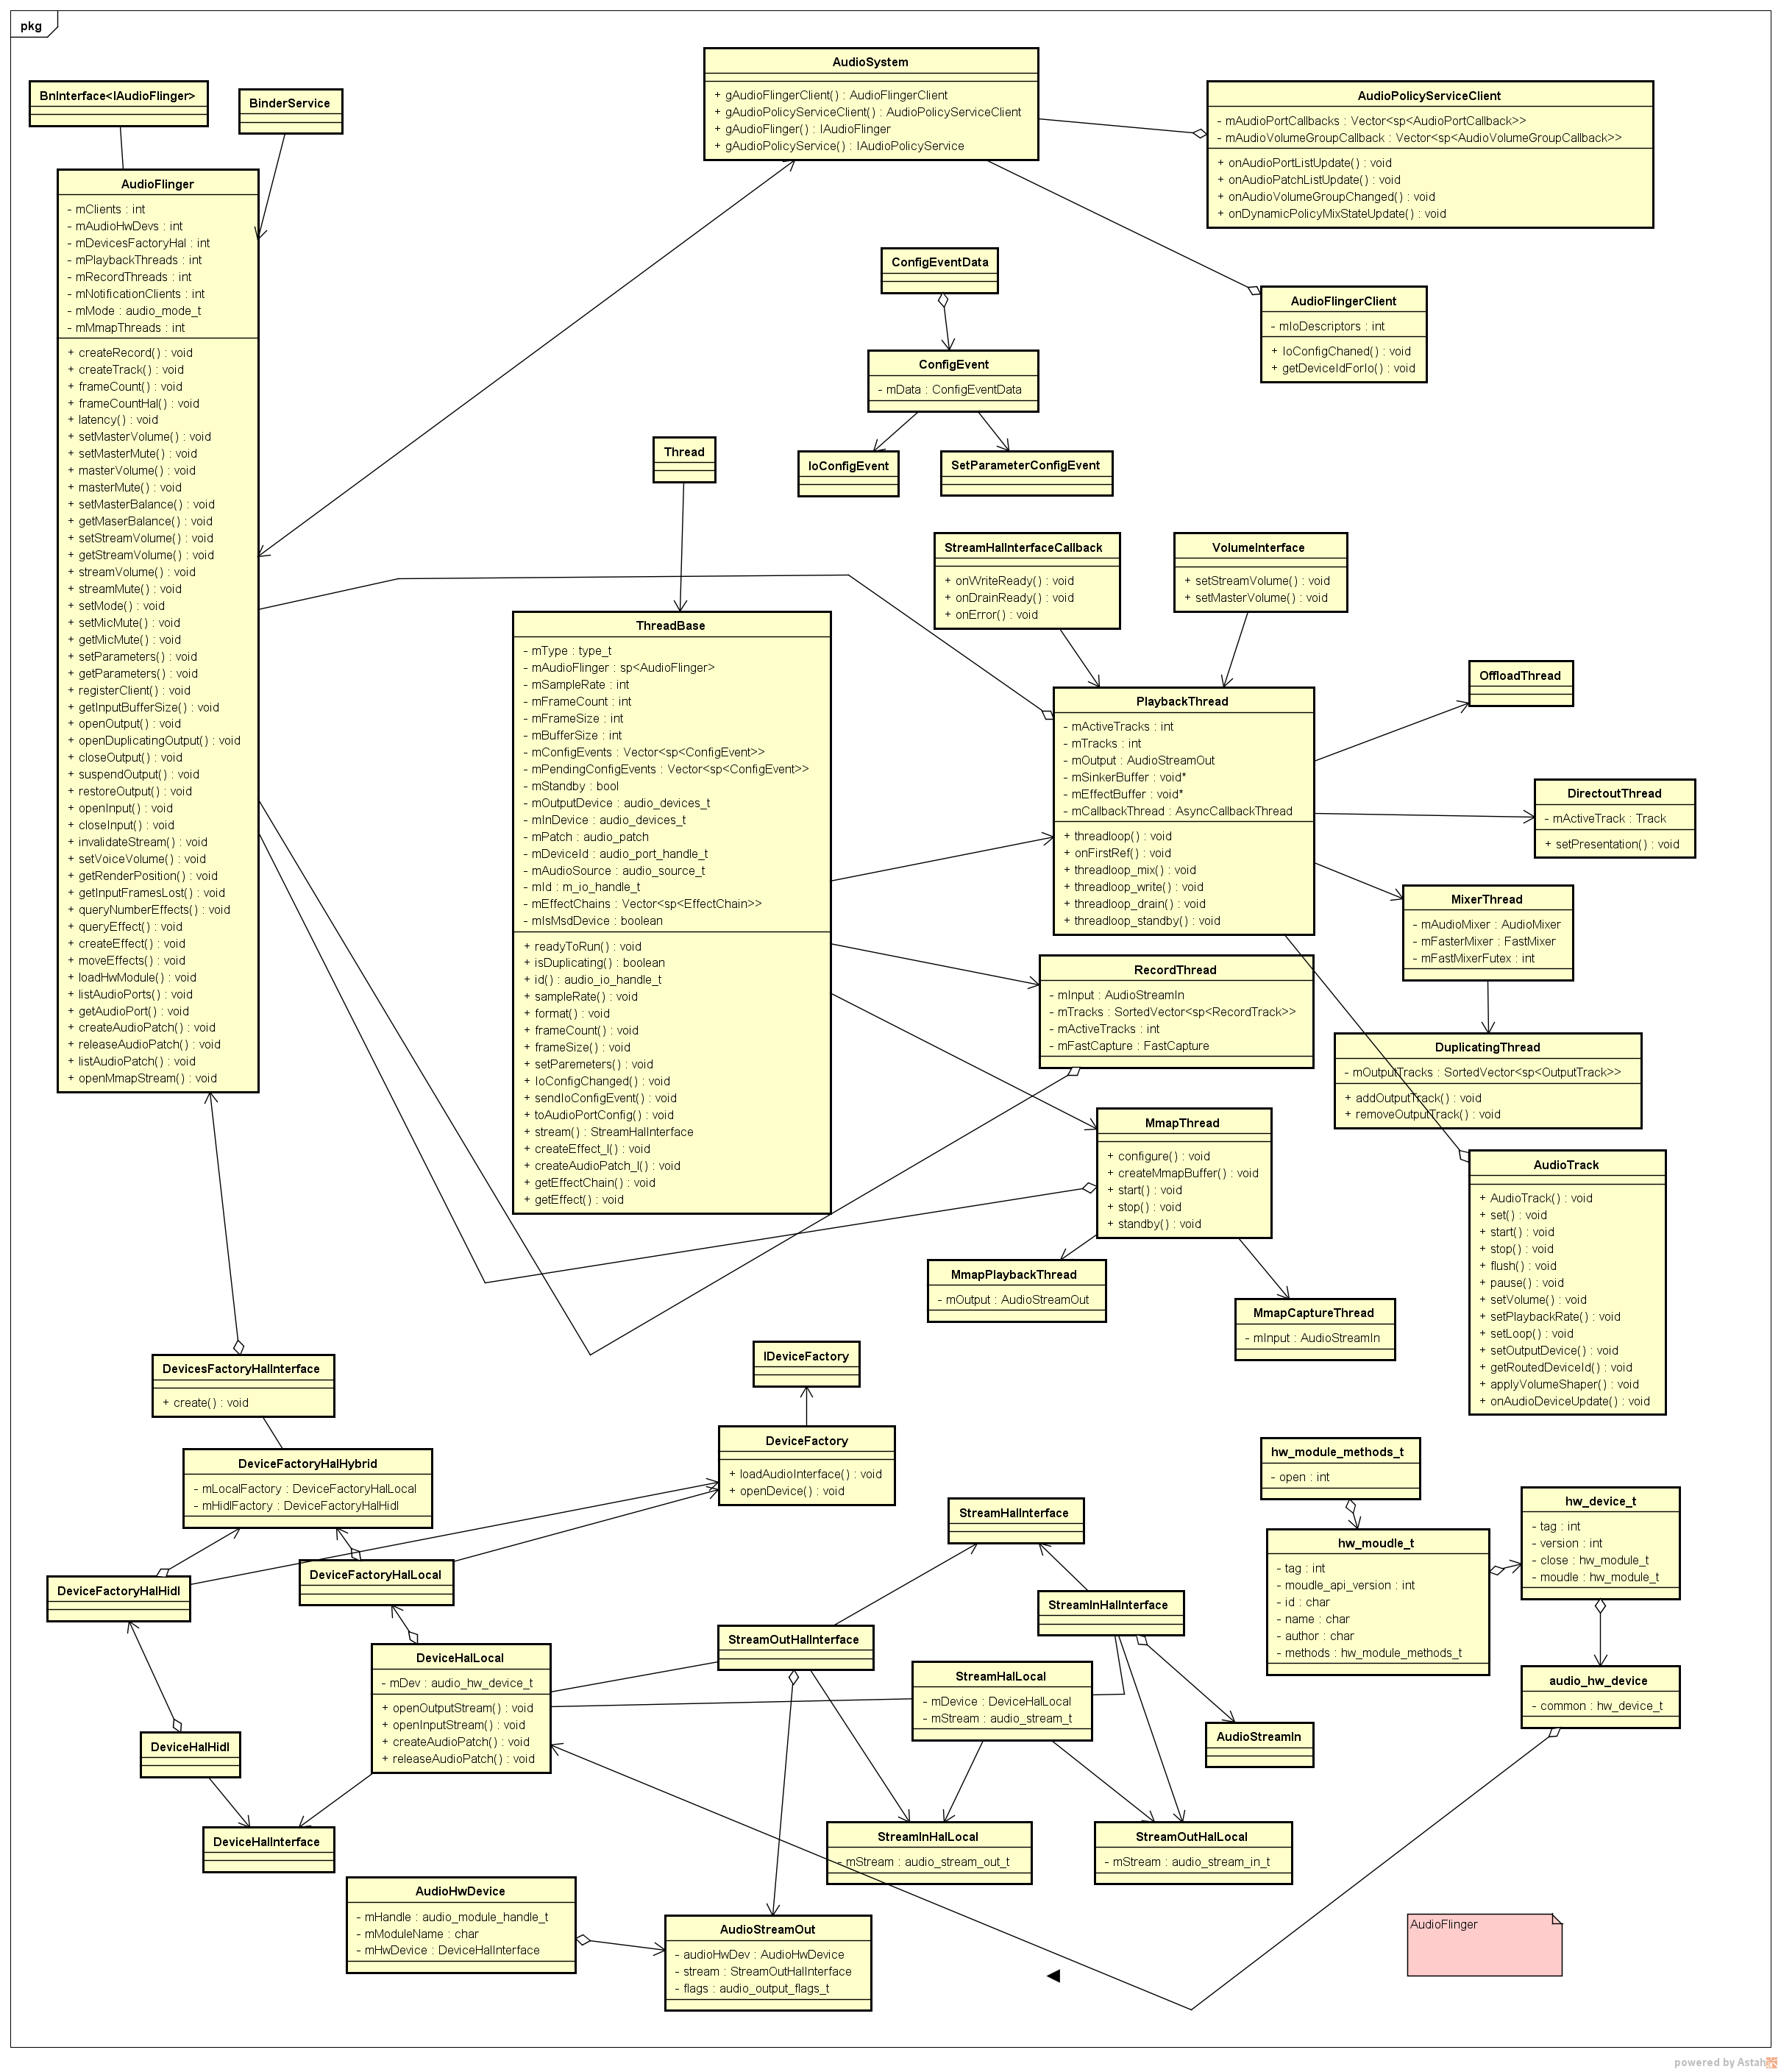 pkg
BnInterface<IAudioFlinger>
BinderService
AudioFlinger
- mClients : int
- mAudioHwDevs : int
- mDevicesFactoryHal : int
- mPlaybackThreads : int
- mRecordThreads : int
- mNotificationClients : int
- mMode : audio_mode_t
- mMmapThreads : int
+ createRecord() : void
+ createTrack() : void
+ frameCount() : void
+ frameCountHal() : void
+ latency() : void
+ setMasterVolume() : void
+ setMasterMute() : void
+ masterVolume() : void
+ masterMute() : void
+ setMasterBalance() : void
+ getMaserBalance() : void
+ setStreamVolume() : void
+ getStreamVolume() : void
+ streamVolume() : void
+ streamMute() : void
+ setMode() : void
+ setMicMute() : void
+ getMicMute() : void
+ setParameters() : void
+ getParameters() : void
+ registerClient() : void
+ getInputBufferSize() : void
+ openOutput() : void
+ openDuplicatingOutput() : void
+ closeOutput() : void
+ suspendOutput() : void
+ restoreOutput() : void
+ openInput() : void
+ closeInput() : void
+ invalidateStream() : void
+ setVoiceVolume() : void
+ getRenderPosition() : void
+ getInputFramesLost() : void
+ queryNumberEffects() : void
+ queryEffect() : void
+ createEffect() : void
+ moveEffects() : void
+ loadHwModule() : void
+ listAudioPorts() : void
+ getAudioPort() : void
+ createAudioPatch() : void
+ releaseAudioPatch() : void
+ listAudioPatch() : void
+ openMmapStream() : void
AudioSystem
+ gAudioFlingerClient() : AudioFlingerClient
+ gAudioPolicyServiceClient() : AudioPolicyServiceClient
+ gAudioFlinger() : IAudioFlinger
+ gAudioPolicyService() : IAudioPolicyService
AudioPolicyServiceClient
- mAudioPortCallbacks : Vector<sp<AudioPortCallback>>
- mAudioVolumeGroupCallback : Vector<sp<AudioVolumeGroupCallback>>
+ onAudioPortListUpdate() : void
+ onAudioPatchListUpdate() : void
+ onAudioVolumeGroupChanged() : void
+ onDynamicPolicyMixStateUpdate() : void
ConfigEventData
AudioFlingerClient
- mIoDescriptors : int
+ IoConfigChaned() : void
+ getDeviceIdForIo() : void
ConfigEvent
- mData : ConfigEventData
IoConfigEvent
SetParameterConfigEvent
Thread
ThreadBase
- mType : type_t
- mAudioFlinger : sp<AudioFlinger>
- mSampleRate : int
- mFrameCount : int
- mFrameSize : int
- mBufferSize : int
- mConfigEvents : Vector<sp<ConfigEvent>>
- mPendingConfigEvents : Vector<sp<ConfigEvent>>
- mStandby : bool
- mOutputDevice : audio_devices_t
- mInDevice : audio_devices_t
- mPatch : audio_patch
- mDeviceId : audio_port_handle_t
- mAudioSource : audio_source_t
- mId : m_io_handle_t
- mEffectChains : Vector<sp<EffectChain>>
- mIsMsdDevice : boolean
+ readyToRun() : void
+ isDuplicating() : boolean
+ id() : audio_io_handle_t
+ sampleRate() : void
+ format() : void
+ frameCount() : void
+ frameSize() : void
+ setParemeters() : void
+ IoConfigChanged() : void
+ sendIoConfigEvent() : void
+ toAudioPortConfig() : void
+ stream() : StreamHalInterface
+ createEffect_l() : void
+ createAudioPatch_l() : void
+ getEffectChain() : void
+ getEffect() : void
StreamHalInterfaceCallback
+ onWriteReady() : void
+ onDrainReady() : void
+ onError() : void
VolumeInterface
+ setStreamVolume() : void
+ setMasterVolume() : void
PlaybackThread
- mActiveTracks : int
- mTracks : int
- mOutput : AudioStreamOut
- mSinkerBuffer : void*
- mEffectBuffer : void*
- mCallbackThread : AsyncCallbackThread
+ threadloop() : void
+ onFirstRef() : void
+ threadloop_mix() : void
+ threadloop_write() : void
+ threadloop_drain() : void
+ threadloop_standby() : void
OffloadThread
DirectoutThread
- mActiveTrack : Track
+ setPresentation() : void
MixerThread
- mAudioMixer : AudioMixer
- mFasterMixer : FastMixer
- mFastMixerFutex : int
RecordThread
- mInput : AudioStreamIn
- mTracks : SortedVector<sp<RecordTrack>>
- mActiveTracks : int
- mFastCapture : FastCapture
DuplicatingThread
- mOutputTracks : SortedVector<sp<OutputTrack>>
+ addOutputTrack() : void
+ removeOutputTrack() : void
MmapThread
+ configure() : void
+ createMmapBuffer() : void
+ start() : void
+ stop() : void
+ standby() : void
AudioTrack
+ AudioTrack() : void
+ set() : void
+ start() : void
+ stop() : void
+ flush() : void
+ pause() : void
+ setVolume() : void
+ setPlaybackRate() : void
+ setLoop() : void
+ setOutputDevice() : void
+ getRoutedDeviceId() : void
+ applyVolumeShaper() : void
+ onAudioDeviceUpdate() : void
MmapPlaybackThread
- mOutput : AudioStreamOut
MmapCaptureThread
- mInput : AudioStreamIn
DevicesFactoryHalInterface
+ create() : void
IDeviceFactory
DeviceFactory
+ loadAudioInterface() : void
+ openDevice() : void
DeviceFactoryHalHybrid
- mLocalFactory : DeviceFactoryHalLocal
- mHidlFactory : DeviceFactoryHalHidl
hw_module_methods_t
- open : int
hw_device_t
- tag : int
- version : int
- close : hw_module_t
- moudle : hw_module_t
hw_moudle_t
- tag : int
- moudle_api_version : int
- id : char
- name : char
- author : char
- methods : hw_module_methods_t
StreamHalInterface
DeviceFactoryHalHidl
DeviceFactoryHalLocal
StreamInHalInterface
StreamOutHalInterface
DeviceHalLocal
- mDev : audio_hw_device_t
+ openOutputStream() : void
+ openInputStream() : void
+ createAudioPatch() : void
+ releaseAudioPatch() : void
StreamHalLocal
- mDevice : DeviceHalLocal
- mStream : audio_stream_t
audio_hw_device
- common : hw_device_t
AudioStreamIn
DeviceHalHidl
DeviceHalInterface
StreamInHalLocal
- mStream : audio_stream_out_t
StreamOutHalLocal
- mStream : audio_stream_in_t
AudioHwDevice
- mHandle : audio_module_handle_t
- mModuleName : char
- mHwDevice : DeviceHalInterface
AudioStreamOut
- audioHwDev : AudioHwDevice
- stream : StreamOutHalInterface
- flags : audio_output_flags_t
AudioFlinger
powered by Astah